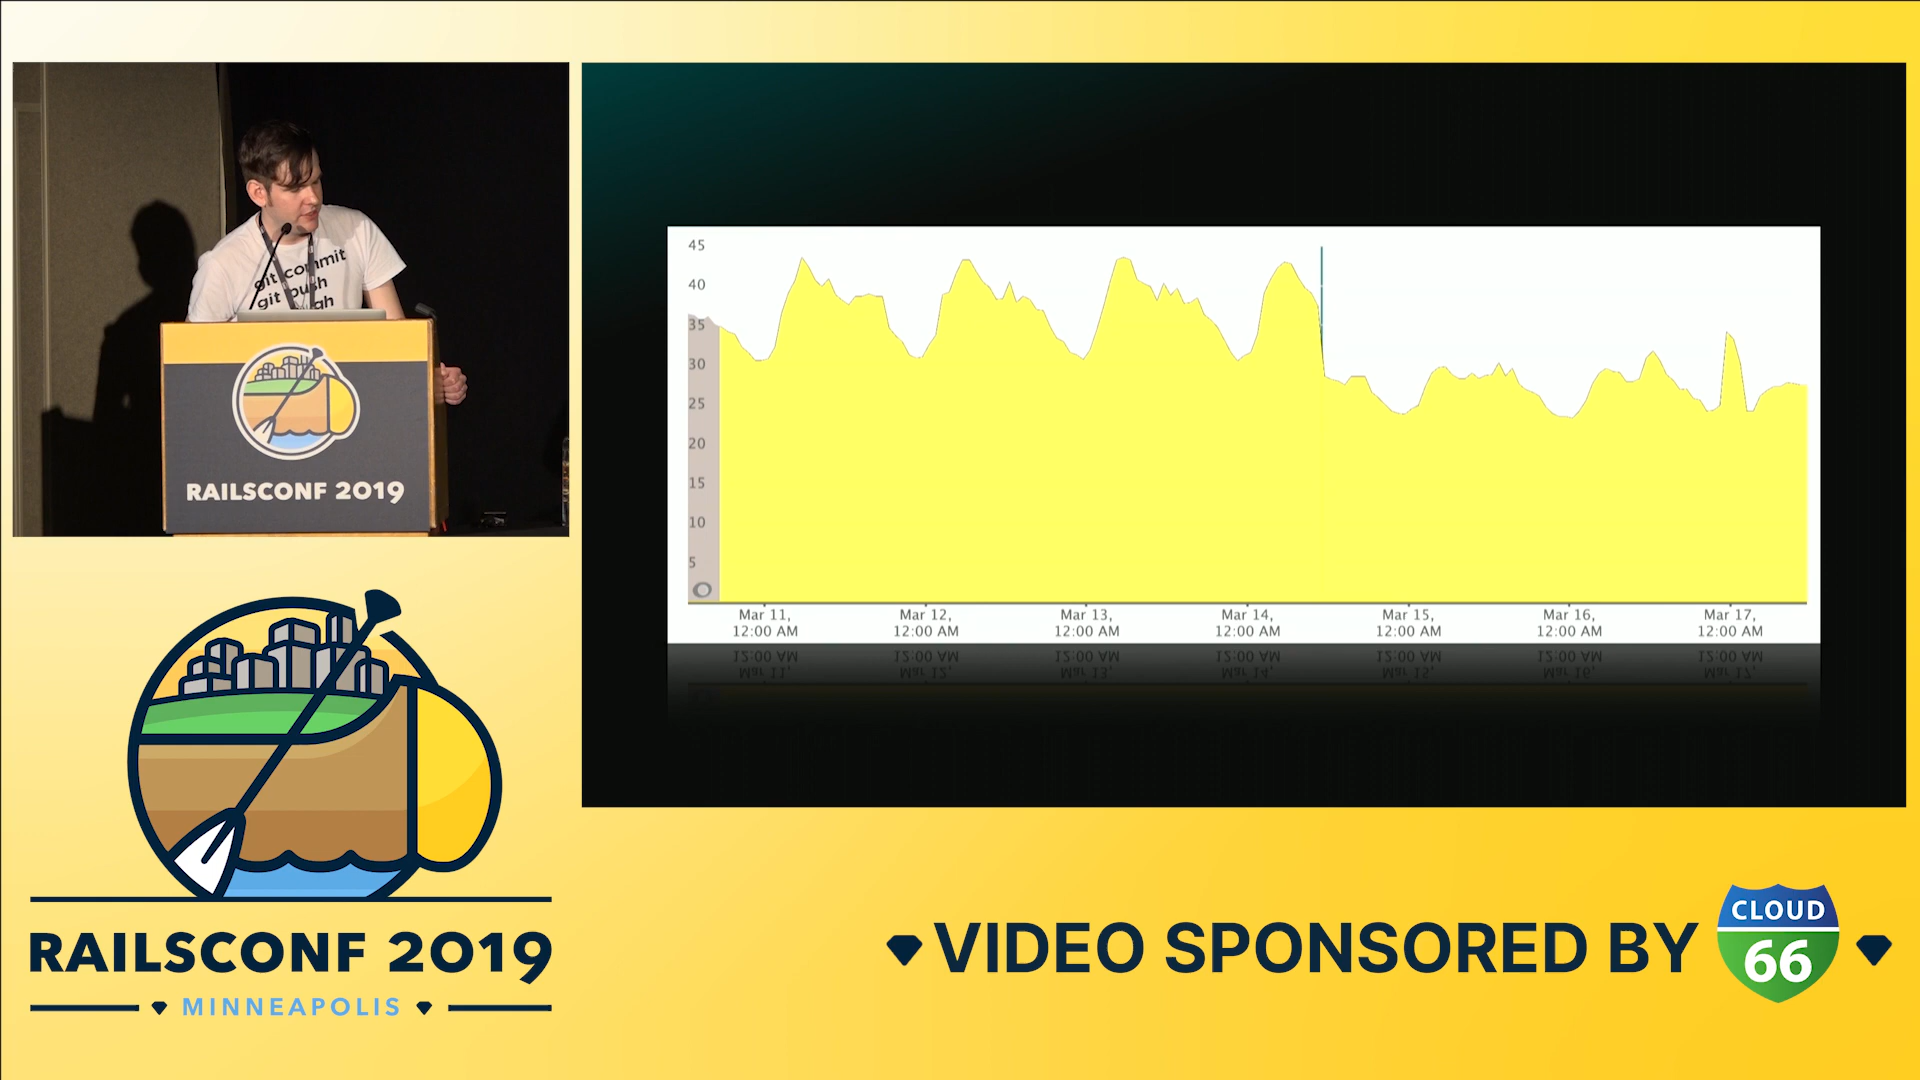 git commit
git push
RAILSCONF 2019
45
40
35
30
25
20
15
10
5
Mar 11,
12:00 AM
Mar 12,
12:00 AM
Mar 13,
12:00 AM
Mar 14,
12:00 AM
Mar 15,
12:00 AM
Mar 16,
12:00 AM
Mar 17,
12:00 AM
RAILSCONF 2019
MINNEAPOLIS
VIDEO SPONSORED BY
CLOUD
66